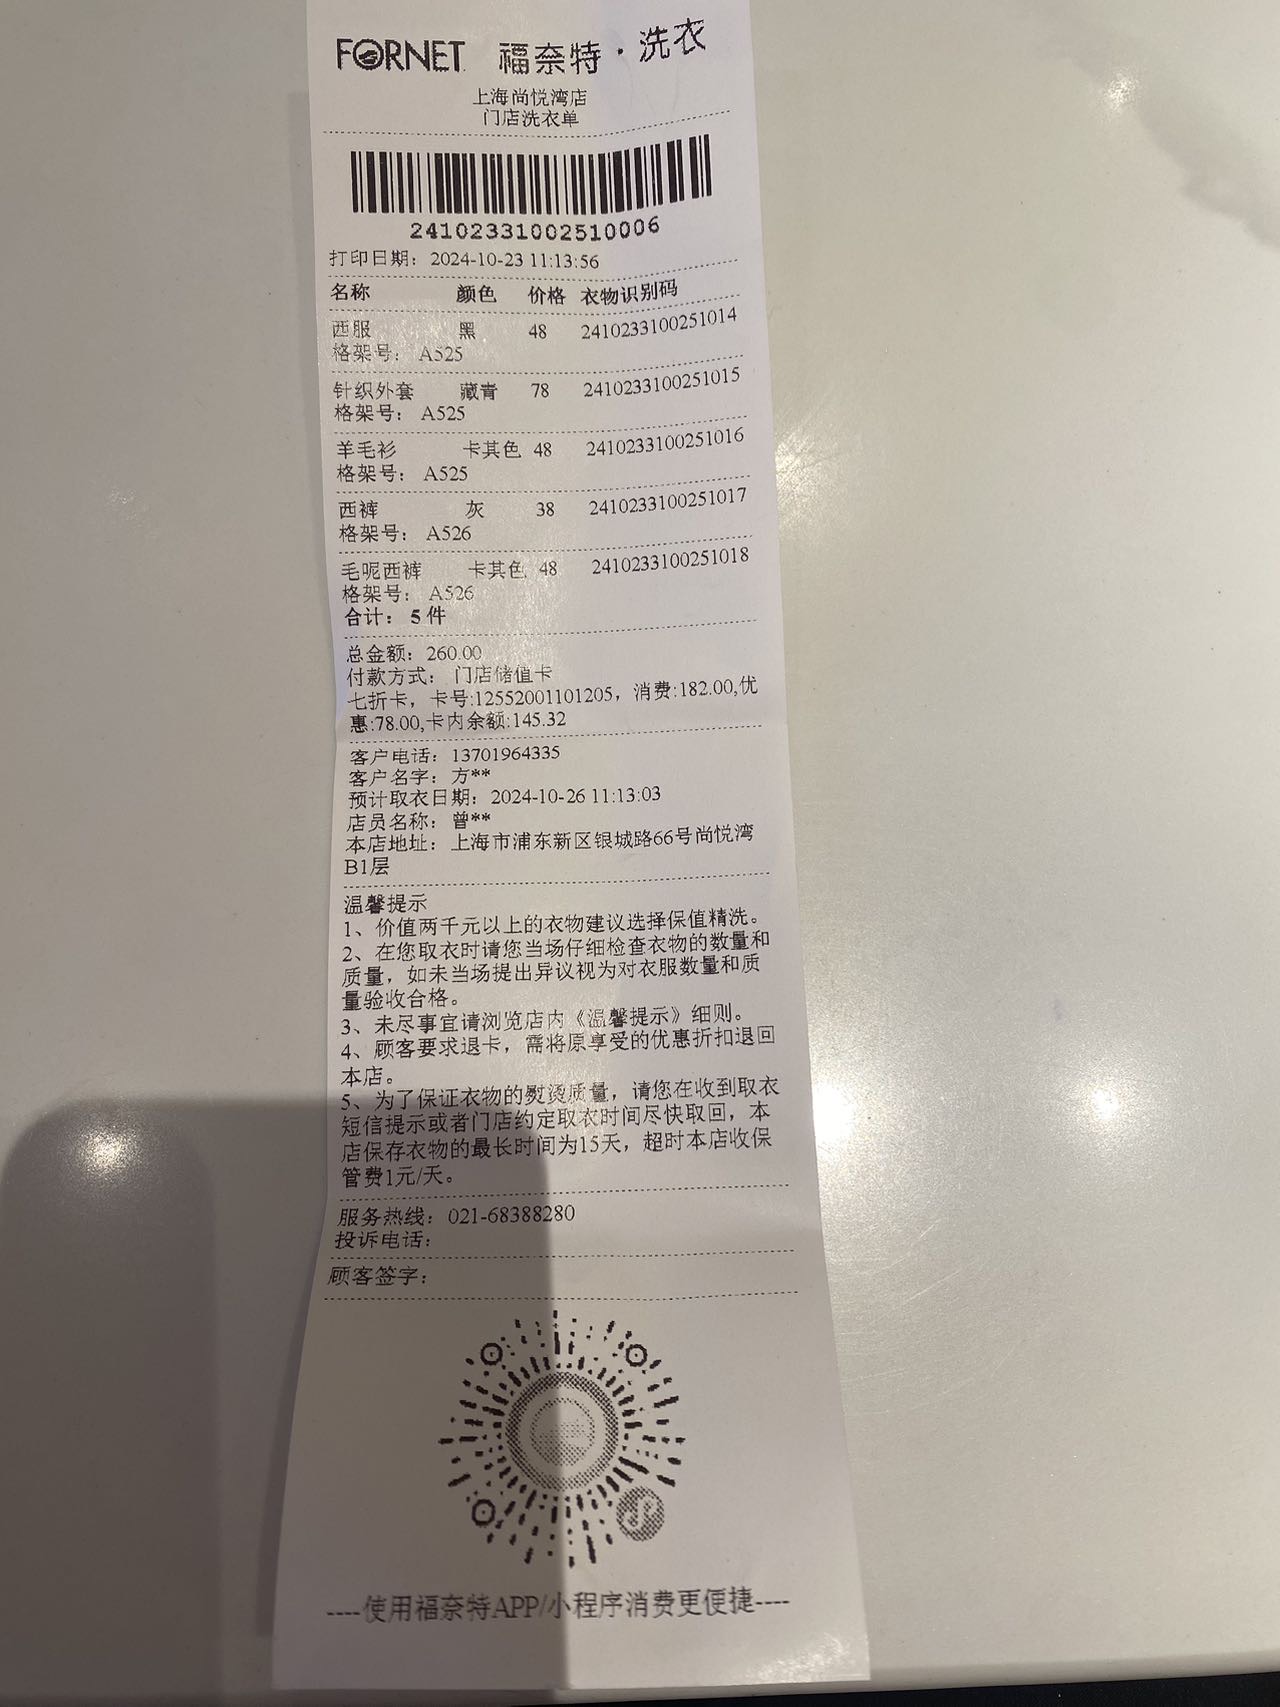 FORNET 福奈特·洗衣
上海尚悦湾店
门店洗衣单
24102331002510006
打印日期：2024-10-23 11:13:56
名称 颜色 价格 衣物识别码
西服 黑 48 2410233100251014
格架号： A525
针织外套 藏青 78 2410233100251015
格架号： A525
羊毛衫 卡其色 48 2410233100251016
格架号： A525
西裤 灰 38 2410233100251017
格架号： A526
毛呢西裤 卡其色 48 2410233100251018
格架号： A526
合计： 5 件
总金额：260.00
付款方式： 门店储值卡
七折卡，卡号:12552001101205，消费:182.00,优
惠:78.00,卡内余额:145.32
客户电话：13701964335
客户名字：方**
预计取衣日期：2024-10-26 11:13:03
店员名称：曾**
本店地址：上海市浦东新区银城路66号尚悦湾
B1层
温馨提示
1、价值两千元以上的衣物建议选择保值精洗。
2、在您取衣时请您当场仔细检查衣物的数量和
质量，如未当场提出异议视为对衣服数量和质
量验收合格。
3、未尽事宜请浏览店内《温馨提示》细则。
4、顾客要求退卡，需将原享受的优惠折扣退回
本店。
5、为了保证衣物的熨烫质量，请您在收到取衣
短信提示或者门店约定取衣时间尽快取回，本
店保存衣物的最长时间为15天，超时本店收保
管费1元/天。
服务热线：021-68388280
投诉电话：
顾客签字：
----使用福奈特APP/小程序消费更便捷----